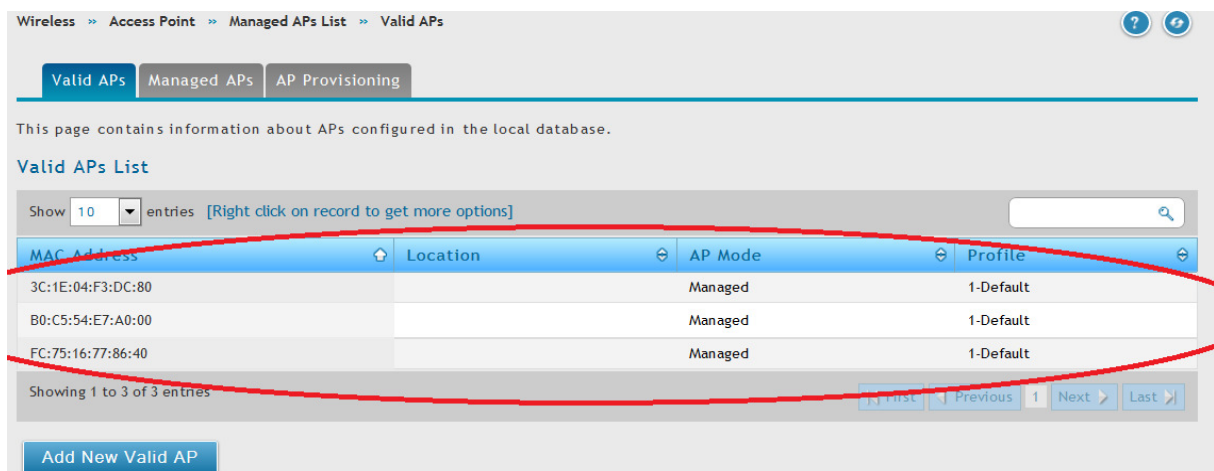 Wireless » Access Point » Managed APs List » Valid APs
?
Valid APs Managed APs AP Provisioning
This page contains information about APs configured in the local database.
Valid APs List
Show 10 entries [Right click on record to get more options]
MAC Address Location AP Mode Profile
3C:1E:04:F3:DC:80 Managed 1-Default
B0:C5:54:E7:A0:00 Managed 1-Default
FC:75:16:77:86:40 Managed 1-Default
Showing 1 to 3 of 3 entries First Previous 1 Next Last
Add New Valid AP